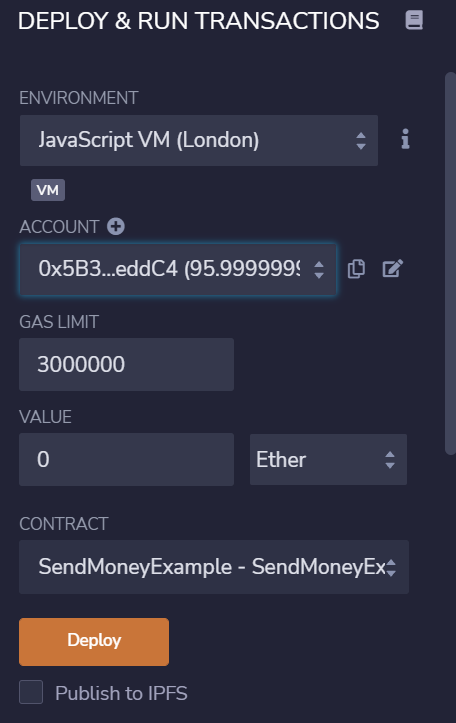 DEPLOY & RUN TRANSACTIONS
ENVIRONMENT
JavaScript VM (London)
VM
ACCOUNT
0x5B3...eddC4 (95.9999999
GAS LIMIT
3000000
VALUE
0
Ether
CONTRACT
SendMoneyExample - SendMoneyEx
Deploy
Publish to IPFS